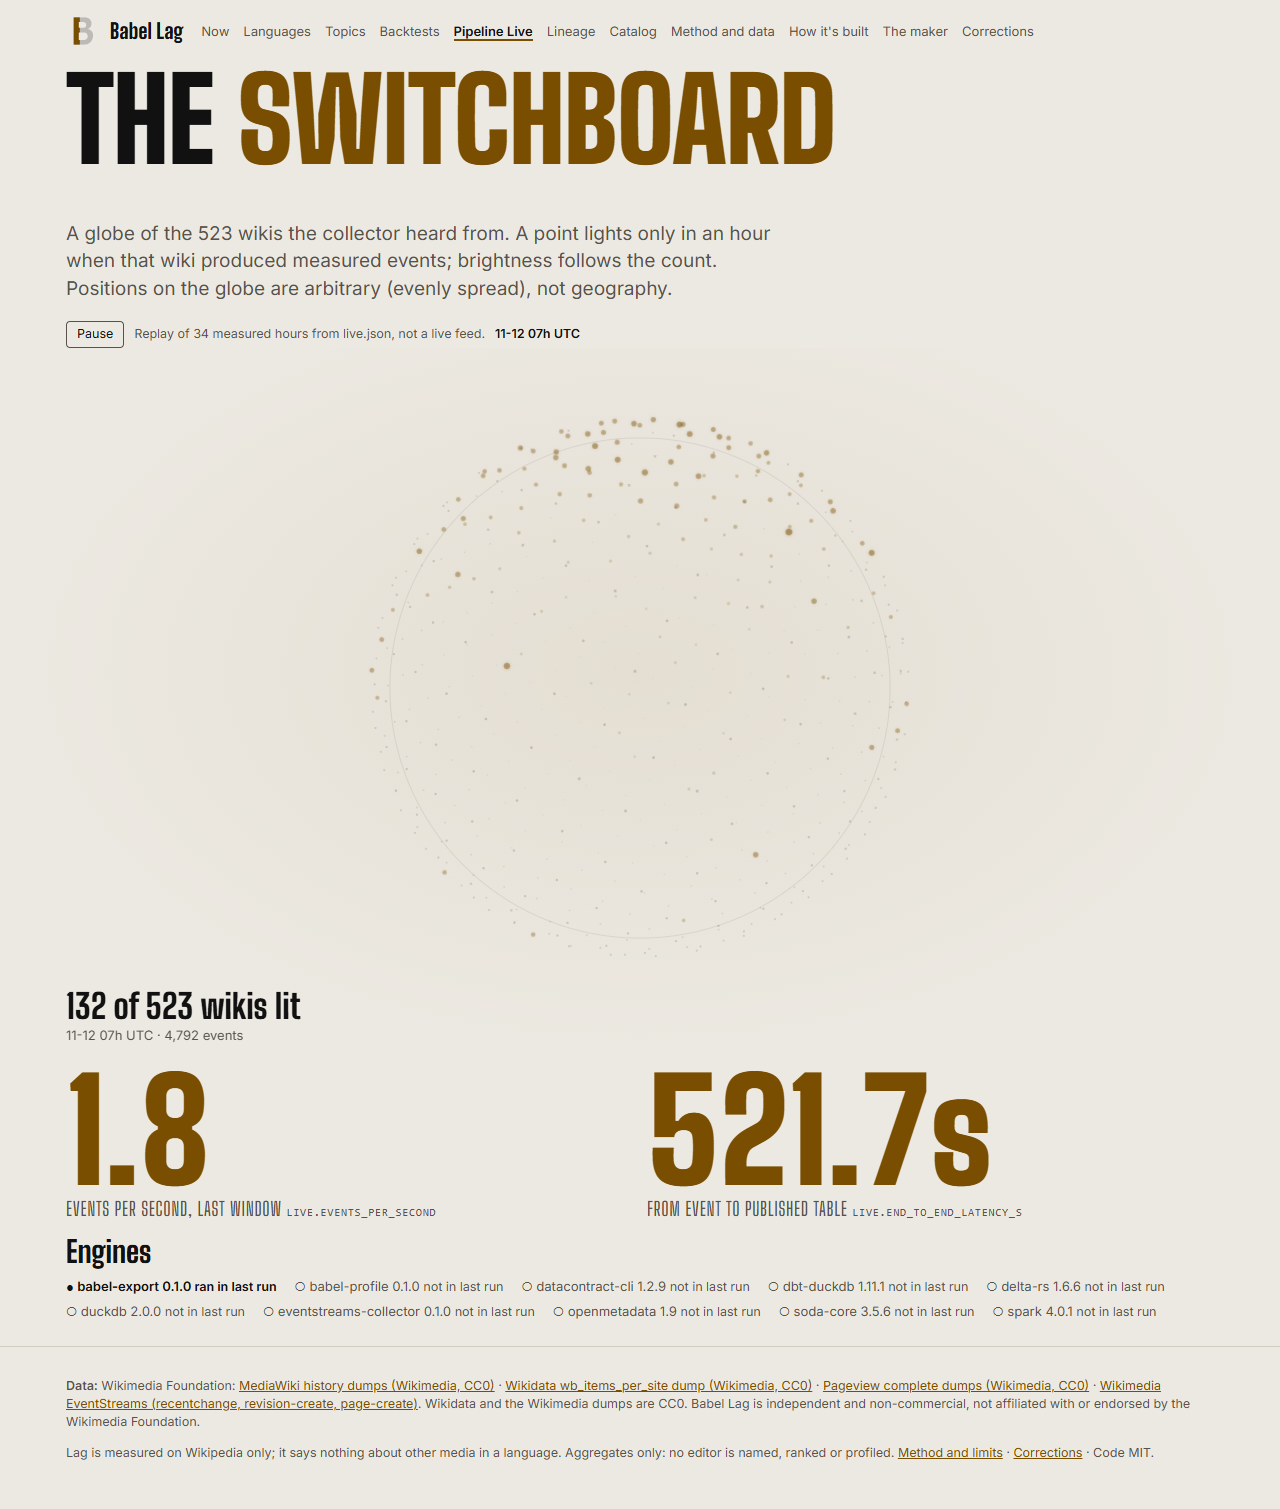 B Babel Lag Now Languages Topics Backtests Pipeline Live Lineage Catalog Method and data How it's built The maker Corrections
THE SWITCHBOARD
A globe of the 523 wikis the collector heard from. A point lights only in an hour
when that wiki produced measured events; brightness follows the count.
Positions on the globe are arbitrary (evenly spread), not geography.
Pause Replay of 34 measured hours from live.json, not a live feed. 11-12 07h UTC
132 of 523 wikis lit
11-12 07h UTC · 4,792 events
1.8 521.7s
EVENTS PER SECOND, LAST WINDOW LIVE.EVENTS_PER_SECOND FROM EVENT TO PUBLISHED TABLE LIVE.END_TO_END_LATENCY_S
Engines
● babel-export 0.1.0 ran in last run ○ babel-profile 0.1.0 not in last run ○ datacontract-cli 1.2.9 not in last run ○ dbt-duckdb 1.11.1 not in last run ○ delta-rs 1.6.6 not in last run
○ duckdb 2.0.0 not in last run ○ eventstreams-collector 0.1.0 not in last run ○ openmetadata 1.9 not in last run ○ soda-core 3.5.6 not in last run ○ spark 4.0.1 not in last run
Data: Wikimedia Foundation: MediaWiki history dumps (Wikimedia, CC0) · Wikidata wb_items_per_site dump (Wikimedia, CC0) · Pageview complete dumps (Wikimedia, CC0) · Wikimedia
EventStreams (recentchange, revision-create, page-create). Wikidata and the Wikimedia dumps are CC0. Babel Lag is independent and non-commercial, not affiliated with or endorsed by the
Wikimedia Foundation.
Lag is measured on Wikipedia only; it says nothing about other media in a language. Aggregates only: no editor is named, ranked or profiled. Method and limits · Corrections · Code MIT.